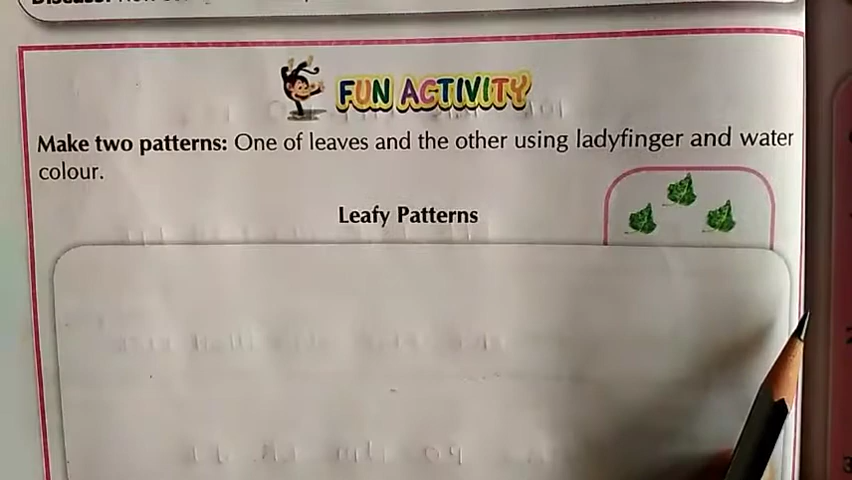 FUN ACTIVITY
Make two patterns: One of leaves and the other using ladyfinger and water
colour.
Leafy Patterns